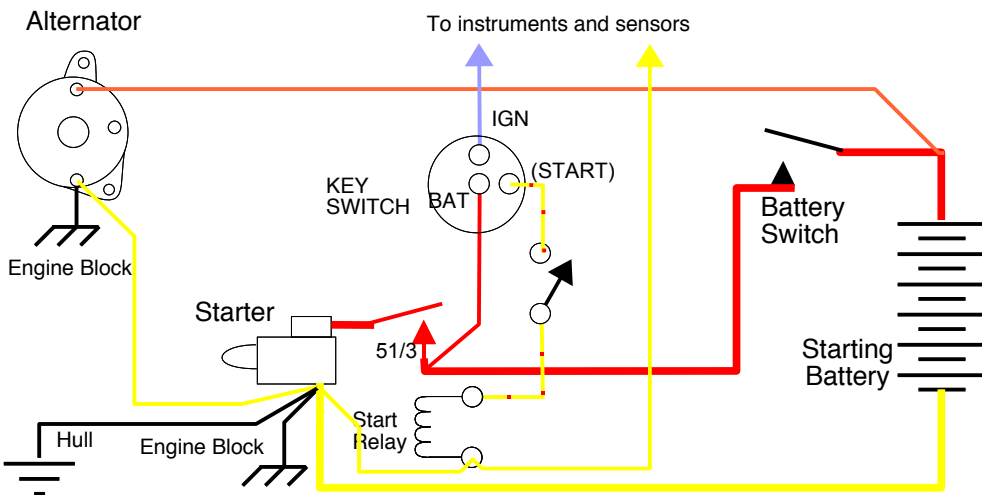 Alternator
To instruments and sensors
IGN
(START)
KEY
SWITCH
BAT
Battery
Switch
Engine Block
Starter
51/3
Starting
Battery
Start
Relay
Hull
Engine Block